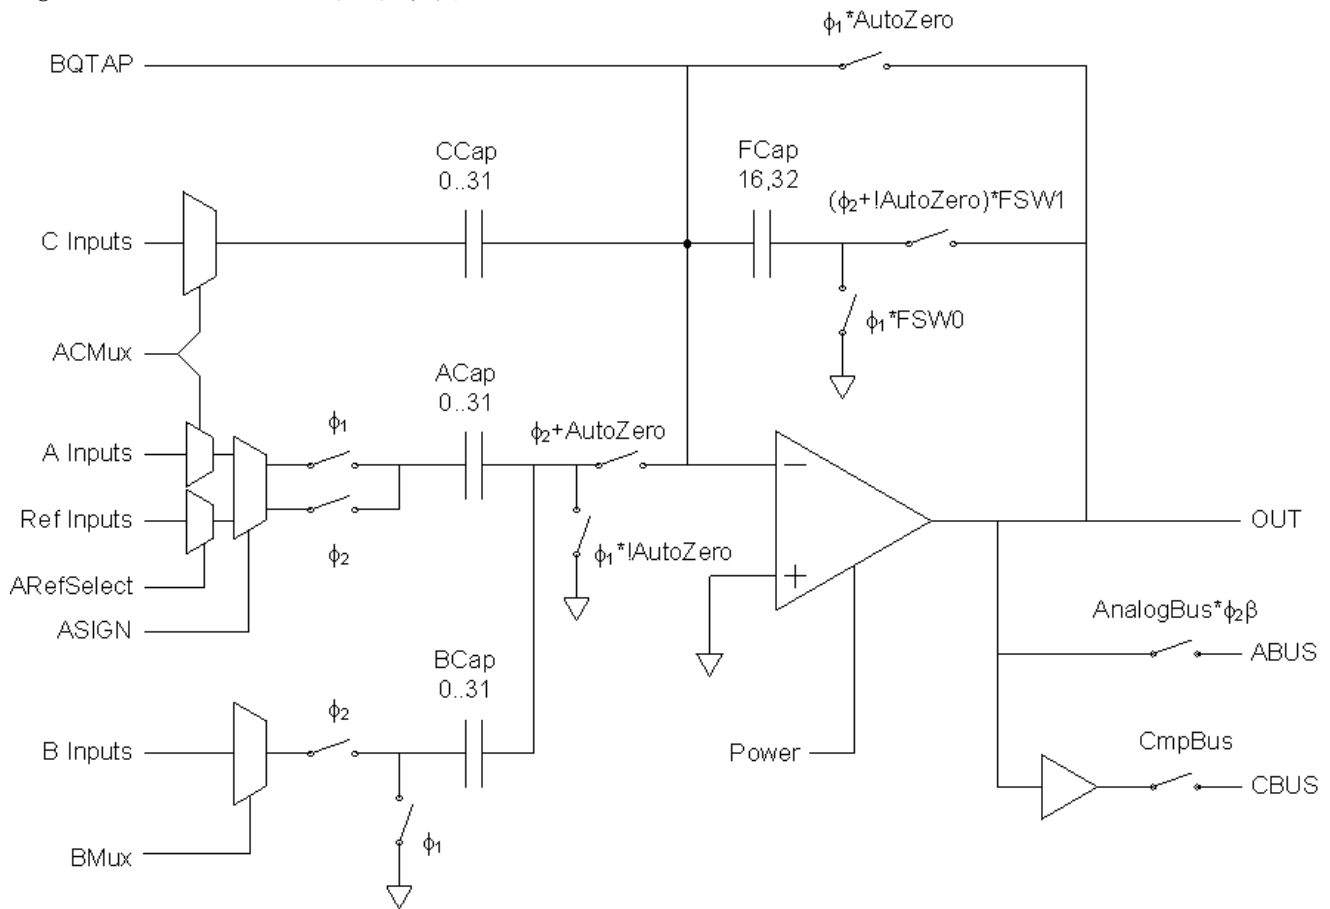 ϕ1*AutoZero
BQTAP
CCap
0..31
FCap
16,32
(ϕ2+!AutoZero)*FSW1
C Inputs
ϕ1*FSW0
ACMux
ACap
0..31
ϕ1
ϕ2+AutoZero
A Inputs
−
Ref Inputs
OUT
ϕ2
ϕ1*!AutoZero
+
ARefSelect
ASIGN
AnalogBus*ϕ2β
ABUS
BCap
0..31
ϕ2
B Inputs
Power
CmpBus
CBUS
ϕ1
BMux